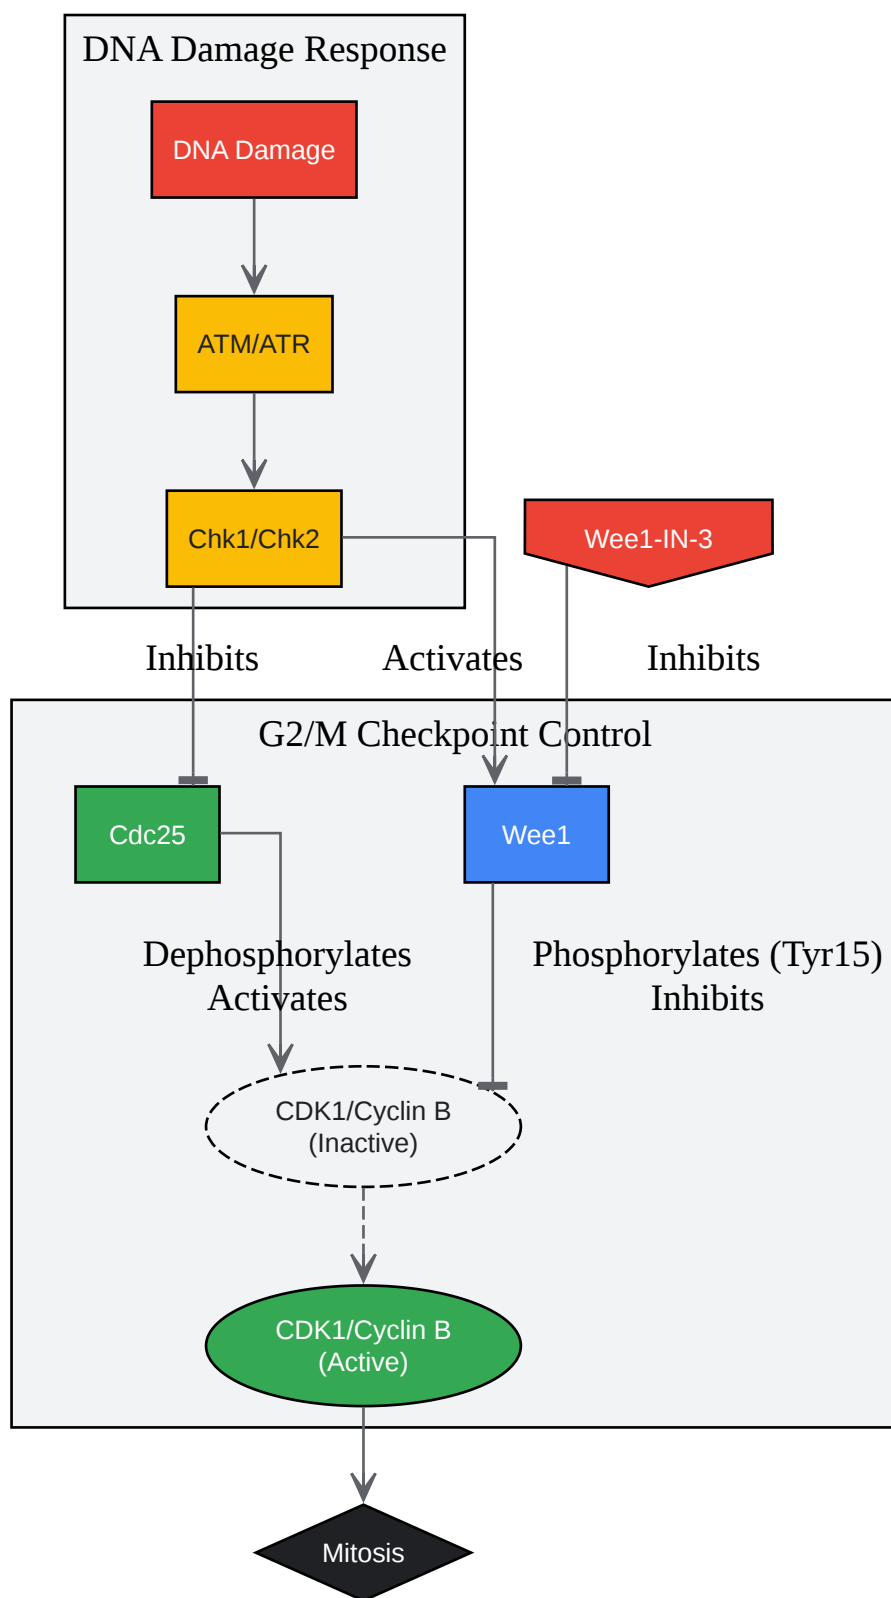 DNA Damage Response
DNA Damage
ATM/ATR
Chk1/Chk2
Wee1-IN-3
Inhibits
Activates
Inhibits
G2/M Checkpoint Control
Cdc25
Wee1
Dephosphorylates
Activates
Phosphorylates (Tyr15)
Inhibits
CDK1/Cyclin B
(Inactive)
CDK1/Cyclin B
(Active)
Mitosis